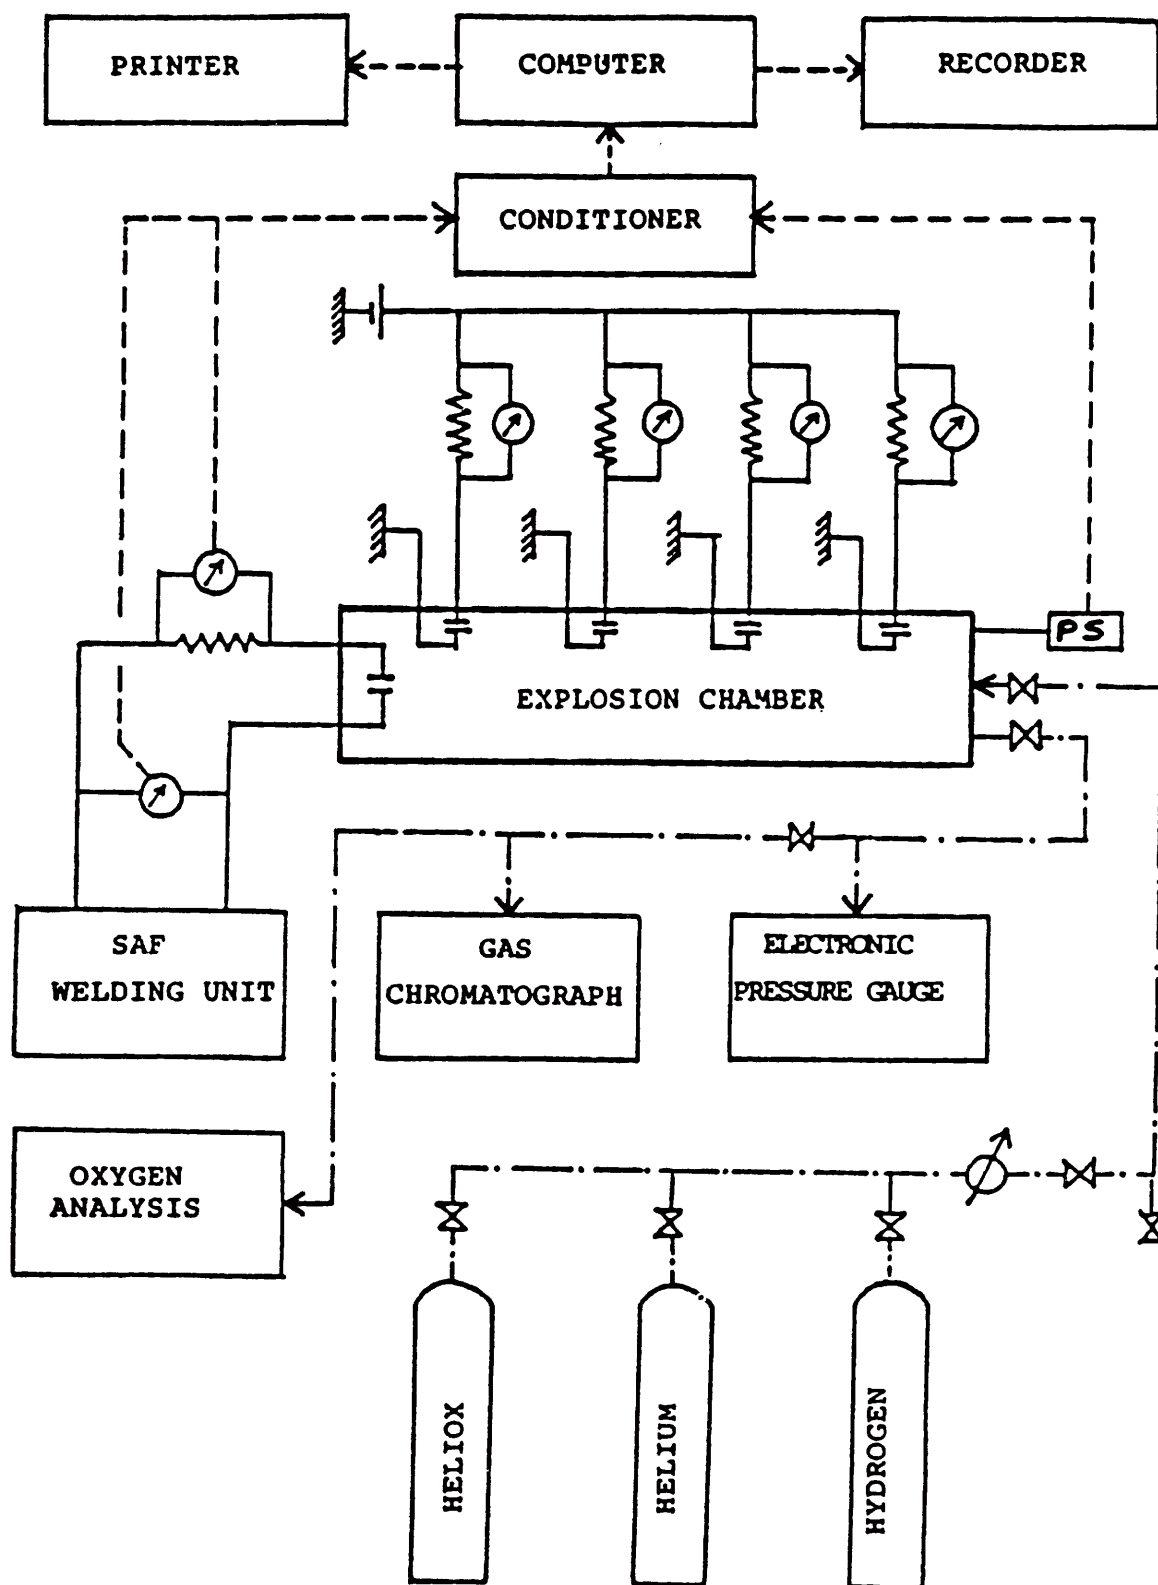 PRINTER
COMPUTER
RECORDER
CONDITIONER
PS
EXPLOSION CHAMBER
SAF
WELDING UNIT
GAS
CHROMATOGRAPH
ELECTRONIC
PRESSURE GAUGE
OXYGEN
ANALYSIS
HELIOX
HELIUM
HYDROGEN